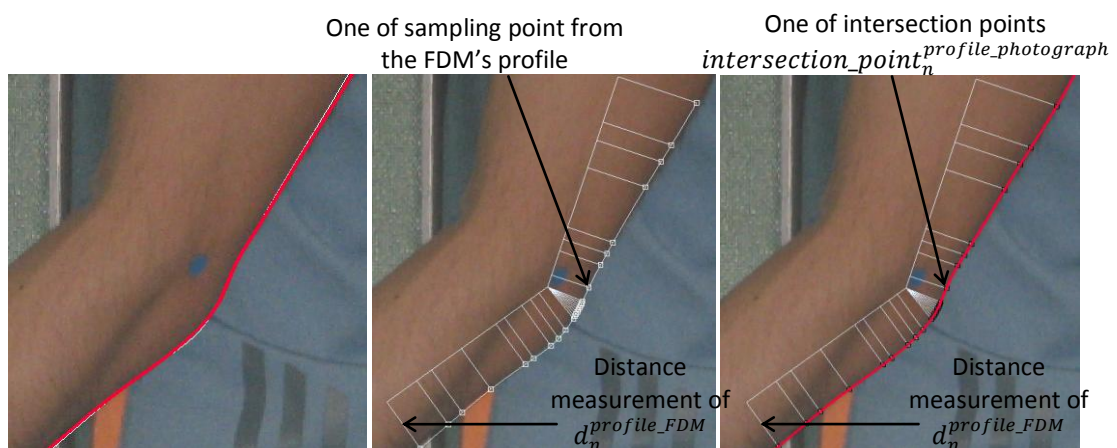 One of sampling point from
the FDM's profile
One of intersection points
intersection_point_n^profile_photograph
Distance
measurement of
d_n^profile_FDM
Distance
measurement of
d_n^profile_FDM